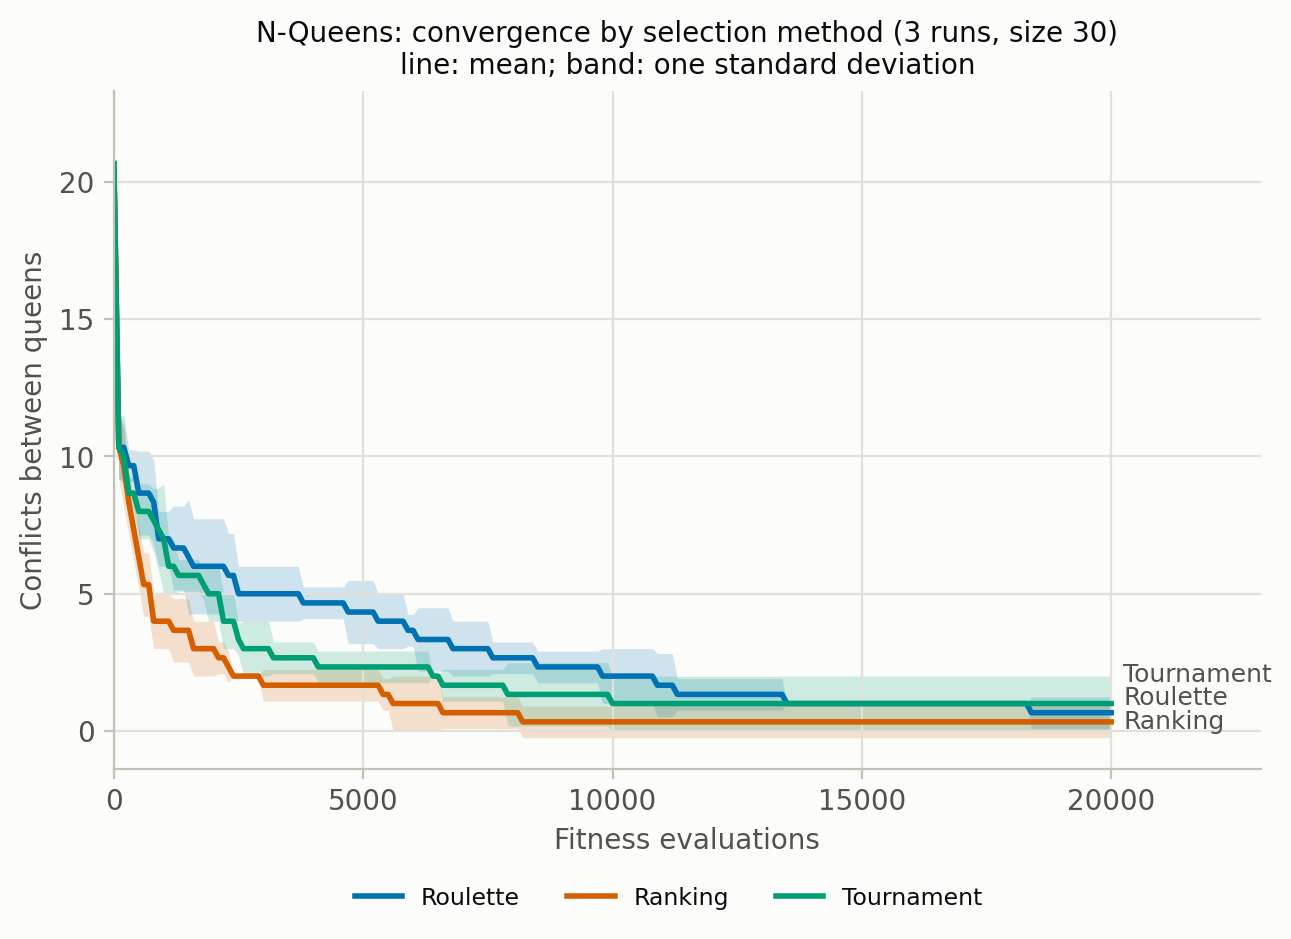 N-Queens: convergence by selection method (3 runs, size 30)
line: mean; band: one standard deviation
Conflicts between queens
20
15
10
5
0
Tournament
Roulette
Ranking
0 5000 10000 15000 20000
Fitness evaluations
Roulette Ranking Tournament